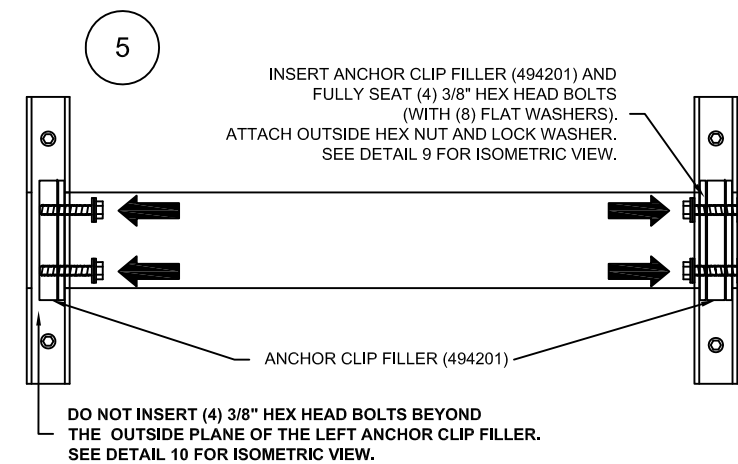 5
INSERT ANCHOR CLIP FILLER (494201) AND
FULLY SEAT (4) 3/8" HEX HEAD BOLTS
(WITH (8) FLAT WASHERS).
ATTACH OUTSIDE HEX NUT AND LOCK WASHER.
SEE DETAIL 9 FOR ISOMETRIC VIEW.
ANCHOR CLIP FILLER (494201)
DO NOT INSERT (4) 3/8" HEX HEAD BOLTS BEYOND
THE OUTSIDE PLANE OF THE LEFT ANCHOR CLIP FILLER.
SEE DETAIL 10 FOR ISOMETRIC VIEW.